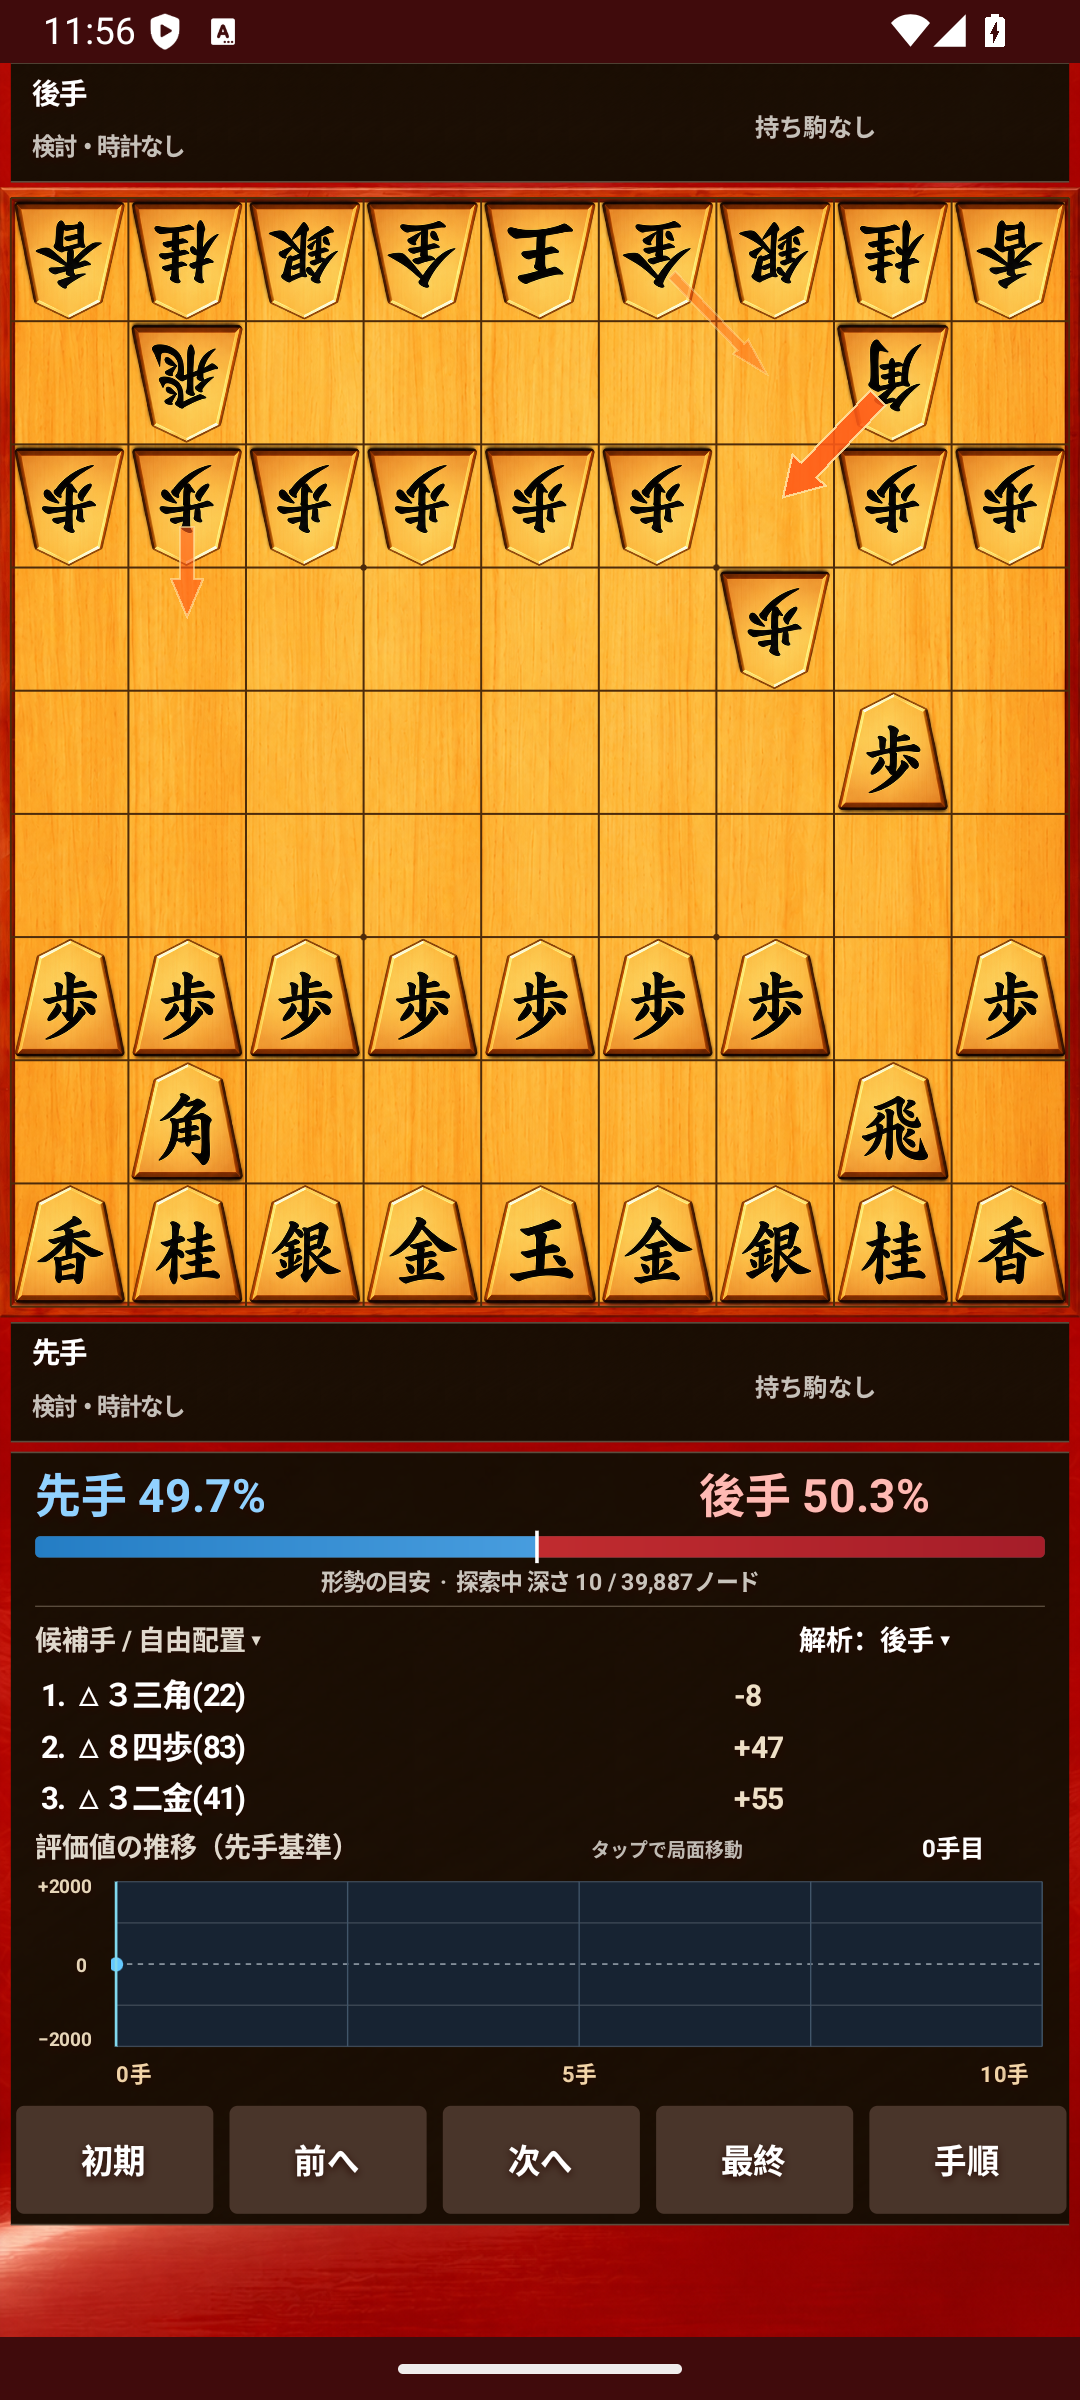 11:56
後手
検討・時計なし
持ち駒なし
香 桂 銀 金 王 金 銀 桂 香
飛 角
歩 歩 歩 歩 歩 歩 歩 歩
歩
歩
歩 歩 歩 歩 歩 歩 歩 歩
角 飛
香 桂 銀 金 玉 金 銀 桂 香
先手
検討・時計なし
持ち駒なし
先手 49.7% 後手 50.3%
形勢の目安 · 探索中 深さ 10 / 39,887ノード
候補手 / 自由配置▾ 解析：後手▾
1. △３三角(22) -8
2. △８四歩(83) +47
3. △３二金(41) +55
評価値の推移（先手基準） タップで局面移動 0手目
+2000
0
−2000
0手 5手 10手
初期 前へ 次へ 最終 手順